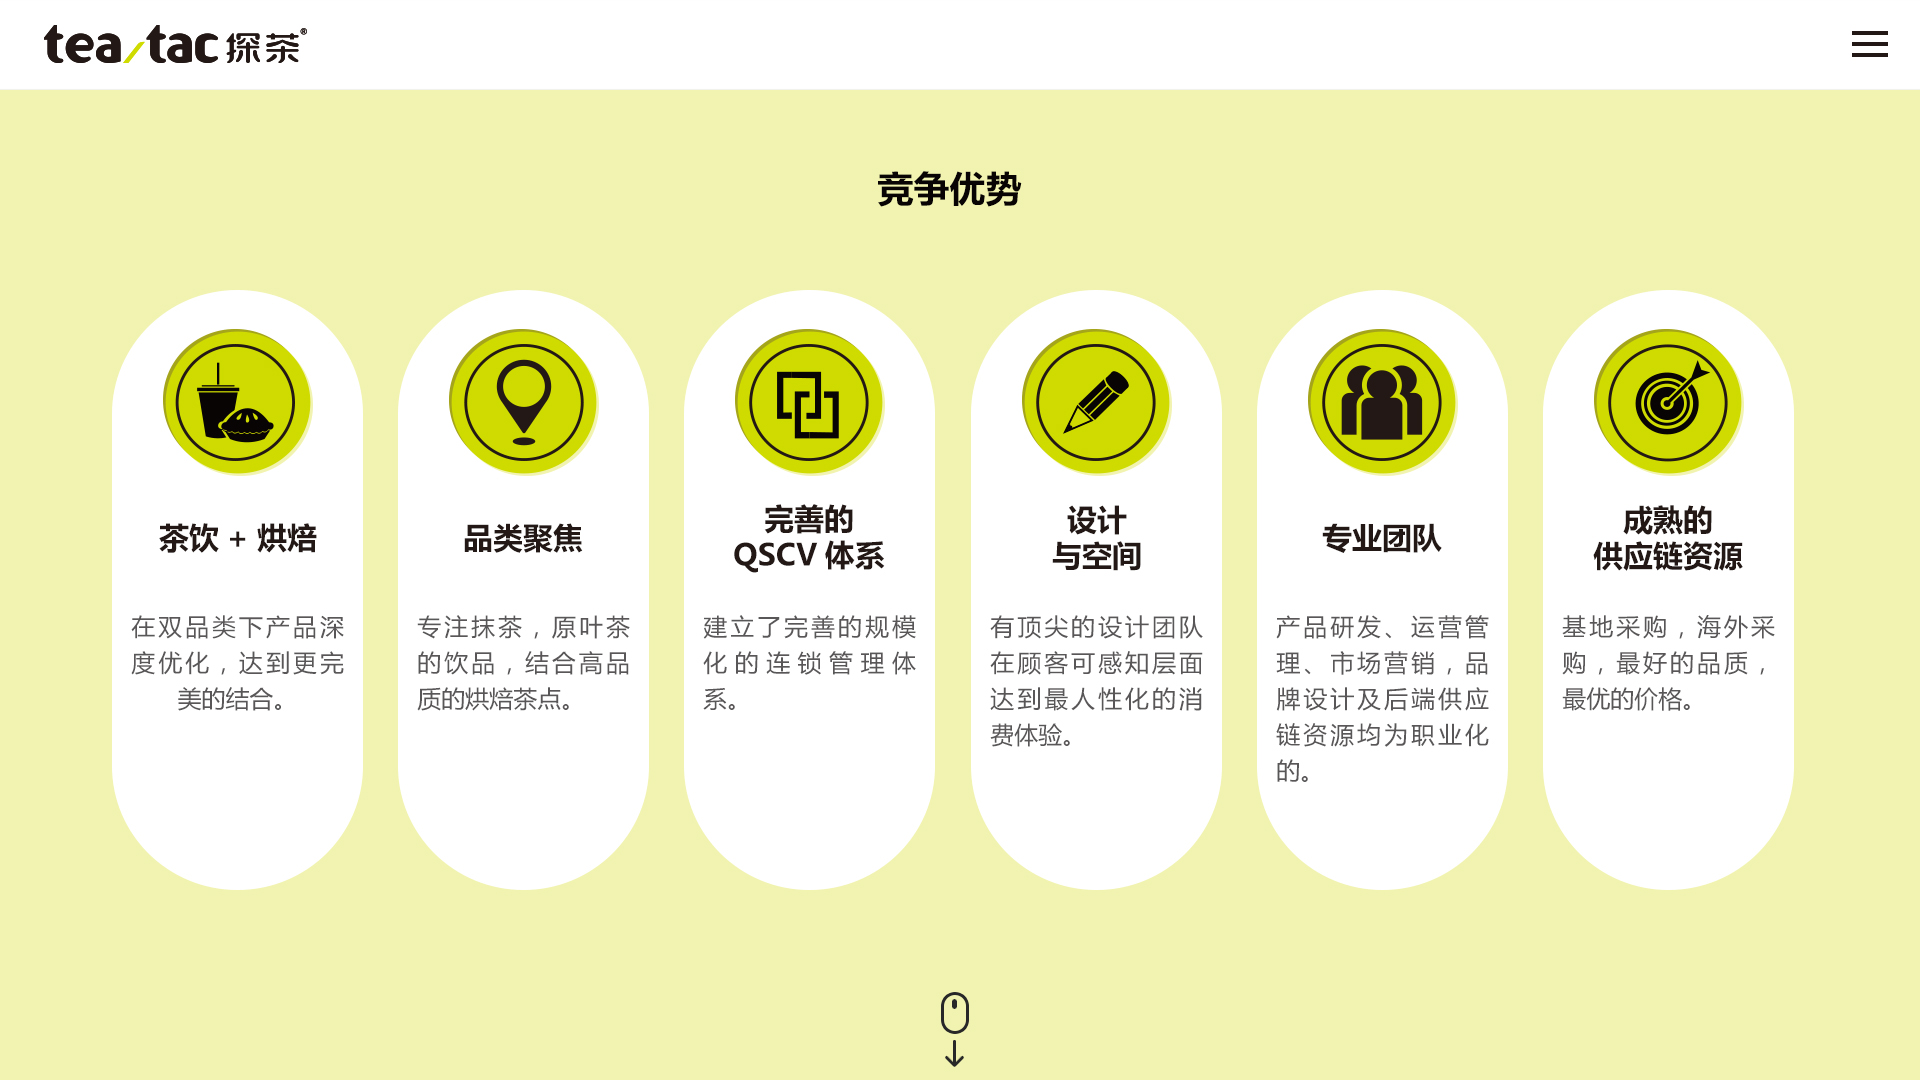 tea/tac 探茶®
竞争优势
茶饮 + 烘焙
在双品类下产品深
度优化，达到更完
美的结合。
品类聚焦
专注抹茶，原叶茶
的饮品，结合高品
质的烘焙茶点。
完善的
QSCV 体系
建立了完善的规模
化的连锁管理体
系。
设计
与空间
有顶尖的设计团队
在顾客可感知层面
达到最人性化的消
费体验。
专业团队
产品研发、运营管
理、市场营销，品
牌设计及后端供应
链资源均为职业化
的。
成熟的
供应链资源
基地采购，海外采
购，最好的品质，
最优的价格。